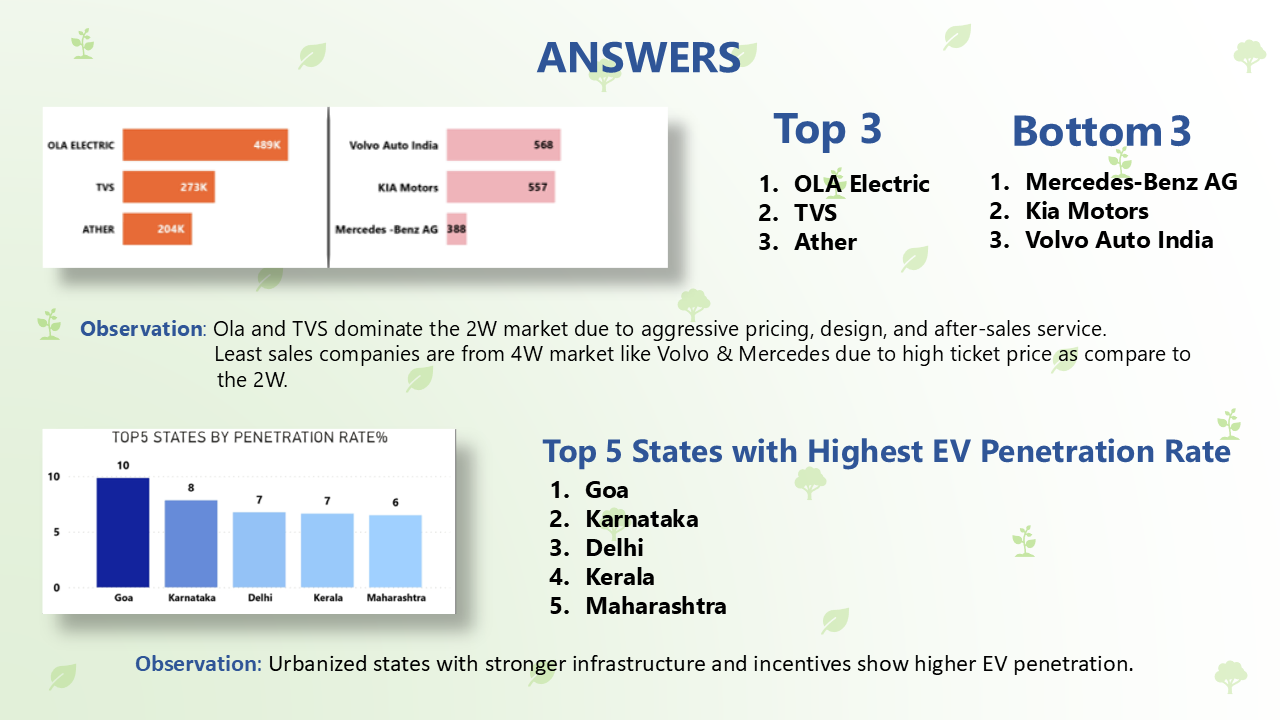 ANSWERS
OLA ELECTRIC 489K
TVS 273K
ATHER 204K
Volvo Auto India 568
KIA Motors 557
Mercedes -Benz AG 388
Top 3
1. OLA Electric
2. TVS
3. Ather
Bottom 3
1. Mercedes-Benz AG
2. Kia Motors
3. Volvo Auto India
Observation: Ola and TVS dominate the 2W market due to aggressive pricing, design, and after-sales service.
Least sales companies are from 4W market like Volvo & Mercedes due to high ticket price as compare to
the 2W.
TOP5 STATES BY PENETRATION RATE%
10
5
0
10 8 7 7 6
Goa Karnataka Delhi Kerala Maharashtra
Top 5 States with Highest EV Penetration Rate
1. Goa
2. Karnataka
3. Delhi
4. Kerala
5. Maharashtra
Observation: Urbanized states with stronger infrastructure and incentives show higher EV penetration.